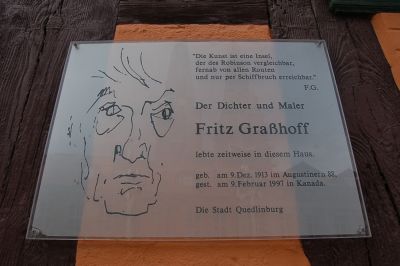 "Die Kunst ist eine Insel,
der des Robinson vergleichbar,
fernab von allen Routen
und nur per Schiffbruch erreichbar."
F.G.
Der Dichter und Maler
Fritz Graßhoff
lebte zeitweise in diesem Haus.
geb. am 9. Dez. 1913 im Augustinern 88,
gest. am 9. Februar 1997 in Kanada.
Die Stadt Quedlinburg